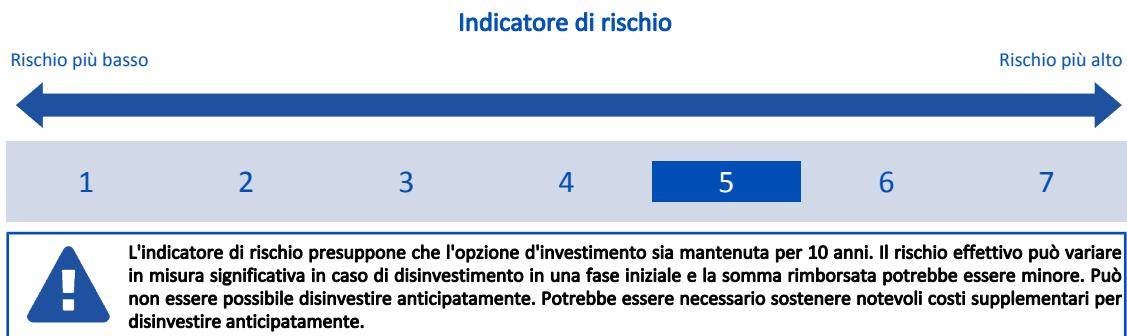 Indicatore di rischio
Rischio più basso Rischio più alto
1 2 3 4 5 6 7
L'indicatore di rischio presuppone che l'opzione d'investimento sia mantenuta per 10 anni. Il rischio effettivo può variare
in misura significativa in caso di disinvestimento in una fase iniziale e la somma rimborsata potrebbe essere minore. Può
non essere possibile disinvestire anticipatamente. Potrebbe essere necessario sostenere notevoli costi supplementari per
disinvestire anticipatamente.